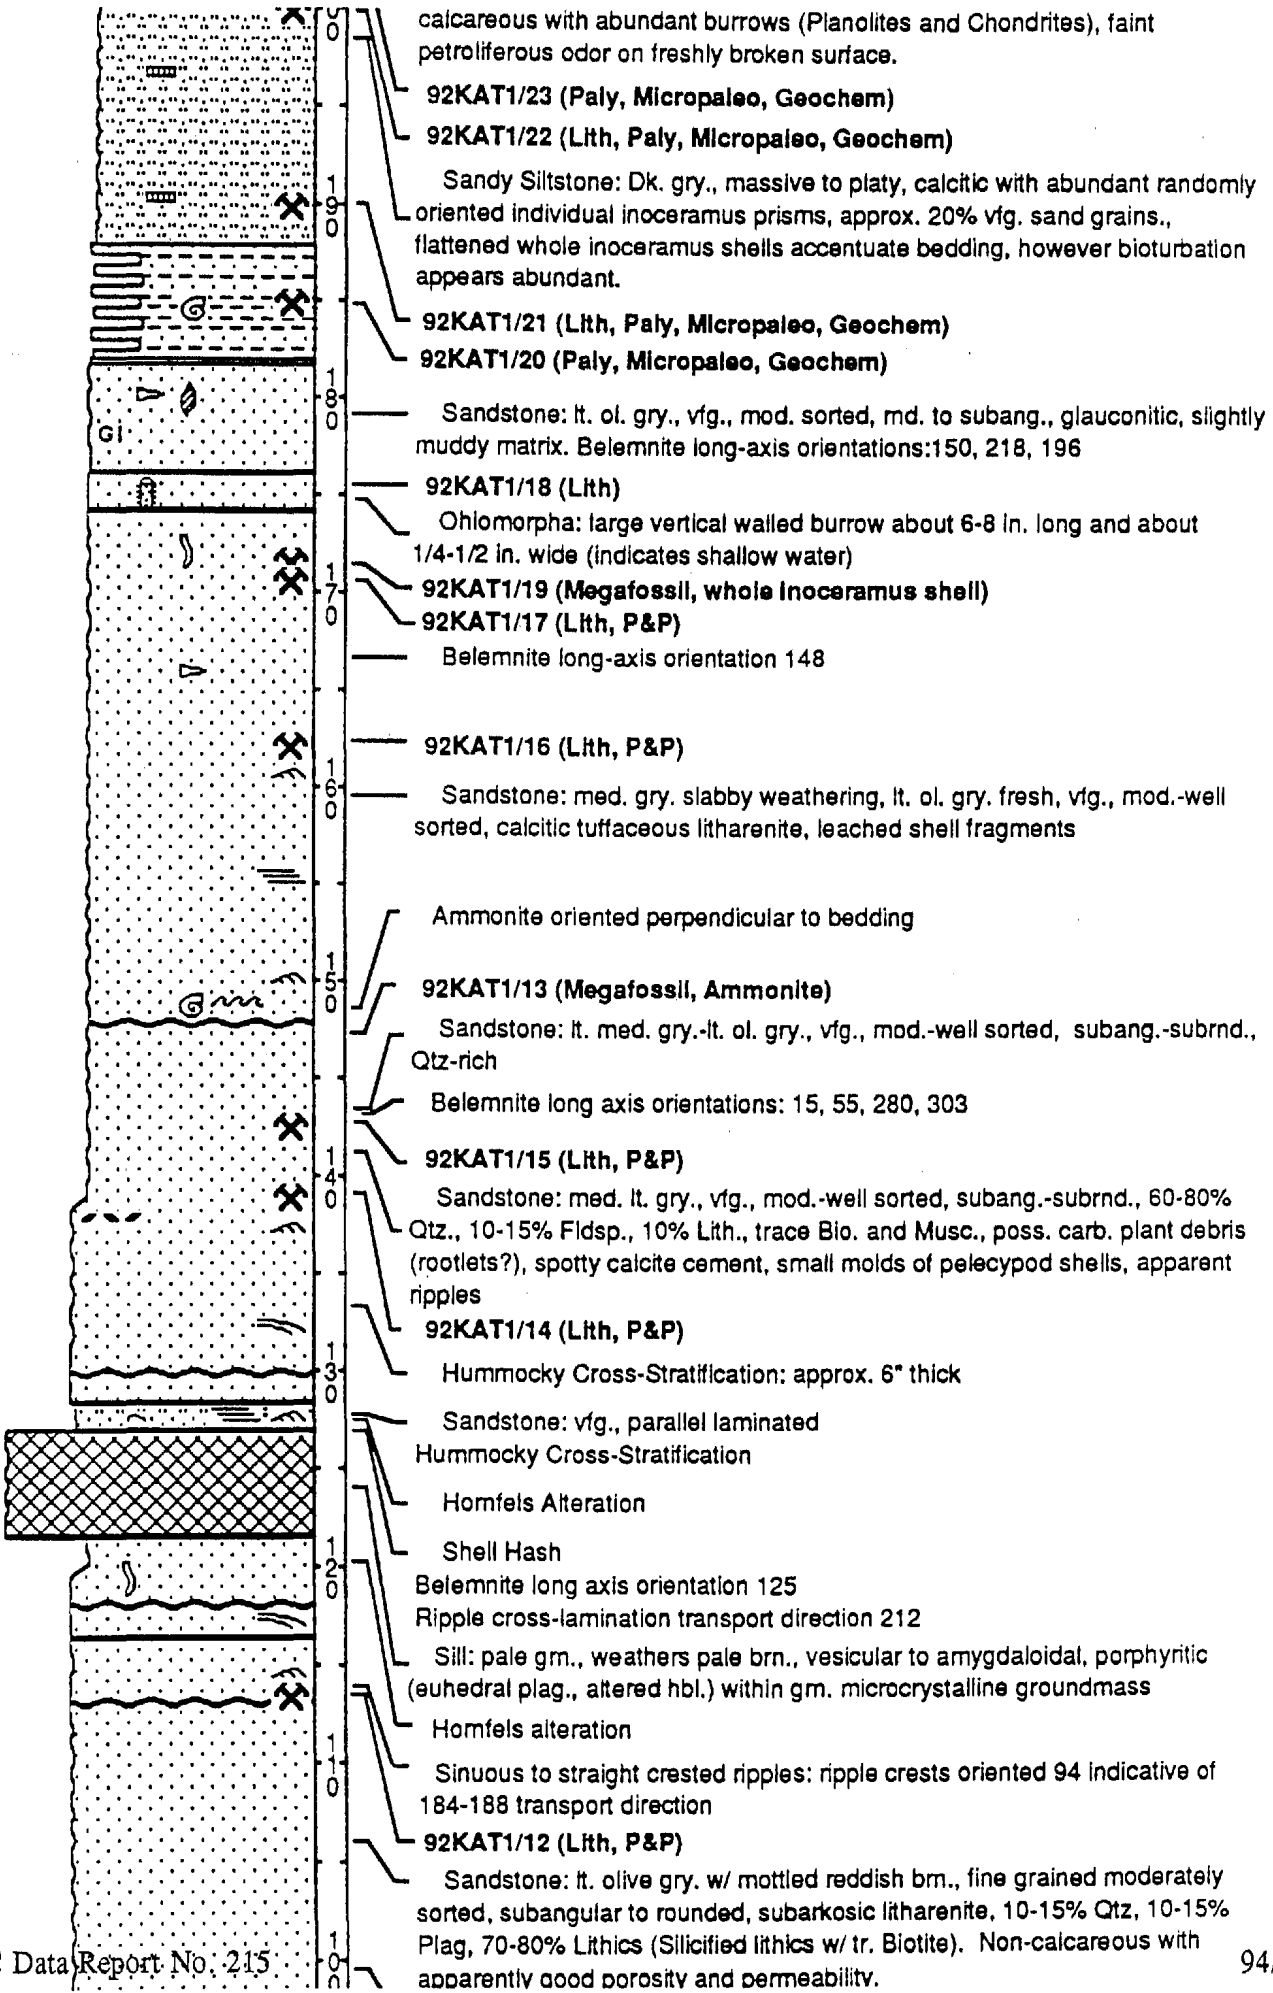 calcareous with abundant burrows (Planolites and Chondrites), faint
petroliferous odor on freshly broken surface.
92KAT1/23 (Paly, Micropaleo, Geochem)
92KAT1/22 (Lith, Paly, Micropaleo, Geochem)
Sandy Siltstone: Dk. gry., massive to platy, calcitic with abundant randomly
oriented individual inoceramus prisms, approx. 20% vfg. sand grains.,
flattened whole inoceramus shells accentuate bedding, however bioturbation
appears abundant.
190
92KAT1/21 (Lith, Paly, Micropaleo, Geochem)
92KAT1/20 (Paly, Micropaleo, Geochem)
180
Sandstone: lt. ol. gry., vfg., mod. sorted, rnd. to subang., glauconitic, slightly
muddy matrix. Belemnite long-axis orientations:150, 218, 196
Gl
92KAT1/18 (Lith)
Ohiomorpha: large vertical walled burrow about 6-8 in. long and about
1/4-1/2 in. wide (indicates shallow water)
170
92KAT1/19 (Megafossil, whole inoceramus shell)
92KAT1/17 (Lith, P&P)
Belemnite long-axis orientation 148
92KAT1/16 (Lith, P&P)
160
Sandstone: med. gry. slabby weathering, lt. ol. gry. fresh, vfg., mod.-well
sorted, calcitic tuffaceous litharenite, leached shell fragments
Ammonite oriented perpendicular to bedding
150
92KAT1/13 (Megafossil, Ammonite)
Sandstone: lt. med. gry.-lt. ol. gry., vfg., mod.-well sorted, subang.-subrnd.,
Qtz-rich
Belemnite long axis orientations: 15, 55, 280, 303
92KAT1/15 (Lith, P&P)
140
Sandstone: med. lt. gry., vfg., mod.-well sorted, subang.-subrnd., 60-80%
Qtz., 10-15% Fldsp., 10% Lith., trace Bio. and Musc., poss. carb. plant debris
(rootlets?), spotty calcite cement, small molds of pelecypod shells, apparent
ripples
92KAT1/14 (Lith, P&P)
130
Hummocky Cross-Stratification: approx. 6" thick
Sandstone: vfg., parallel laminated
Hummocky Cross-Stratification
Hornfels Alteration
Shell Hash
120
Belemnite long axis orientation 125
Ripple cross-lamination transport direction 212
Sill: pale grn., weathers pale brn., vesicular to amygdaloidal, porphyritic
(euhedral plag., altered hbl.) within grn. microcrystalline groundmass
Hornfels alteration
110
Sinuous to straight crested ripples: ripple crests oriented 94 indicative of
184-188 transport direction
92KAT1/12 (Lith, P&P)
Sandstone: lt. olive gry. w/ mottled reddish brn., fine grained moderately
sorted, subangular to rounded, subarkosic litharenite, 10-15% Qtz, 10-15%
Plag, 70-80% Lithics (Silicified lithics w/ tr. Biotite). Non-calcareous with
apparently good porosity and permeability.
100
Data Report No. 215
94